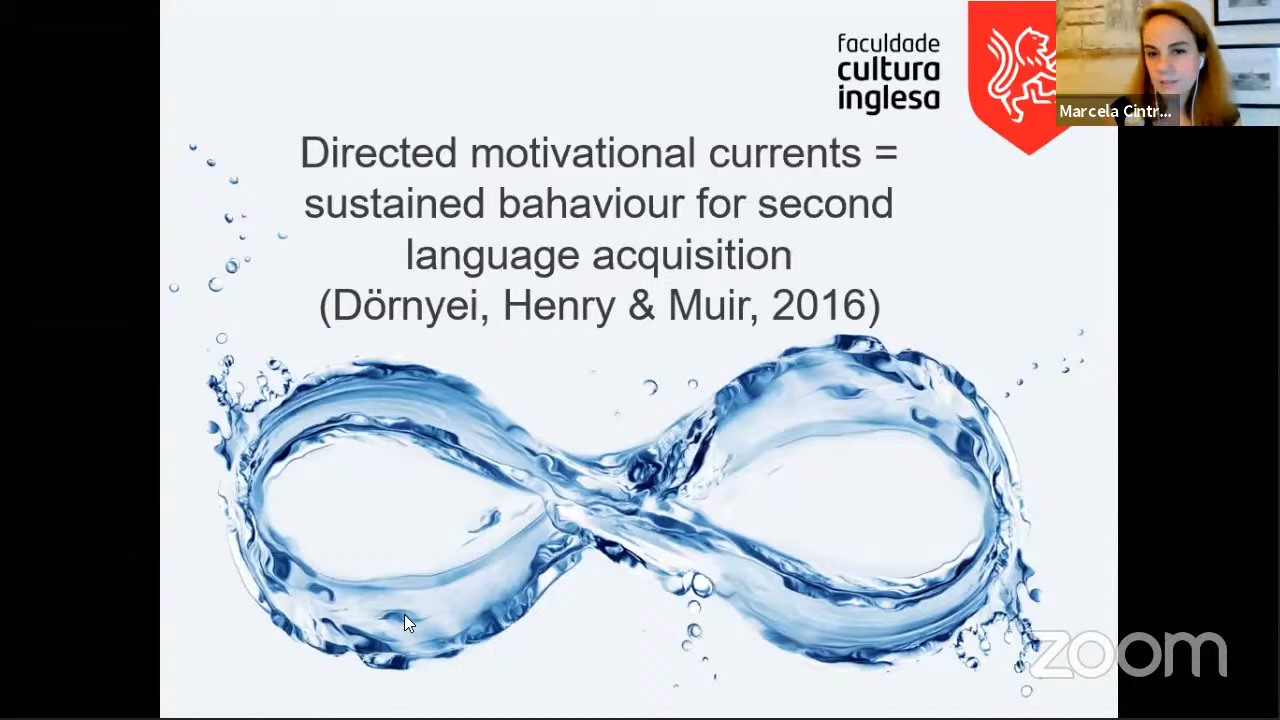 faculdade
cultura
inglesa
Marcela Cintr...
Directed motivational currents =
sustained bahaviour for second
language acquisition
(Dörnyei, Henry & Muir, 2016)
zoom